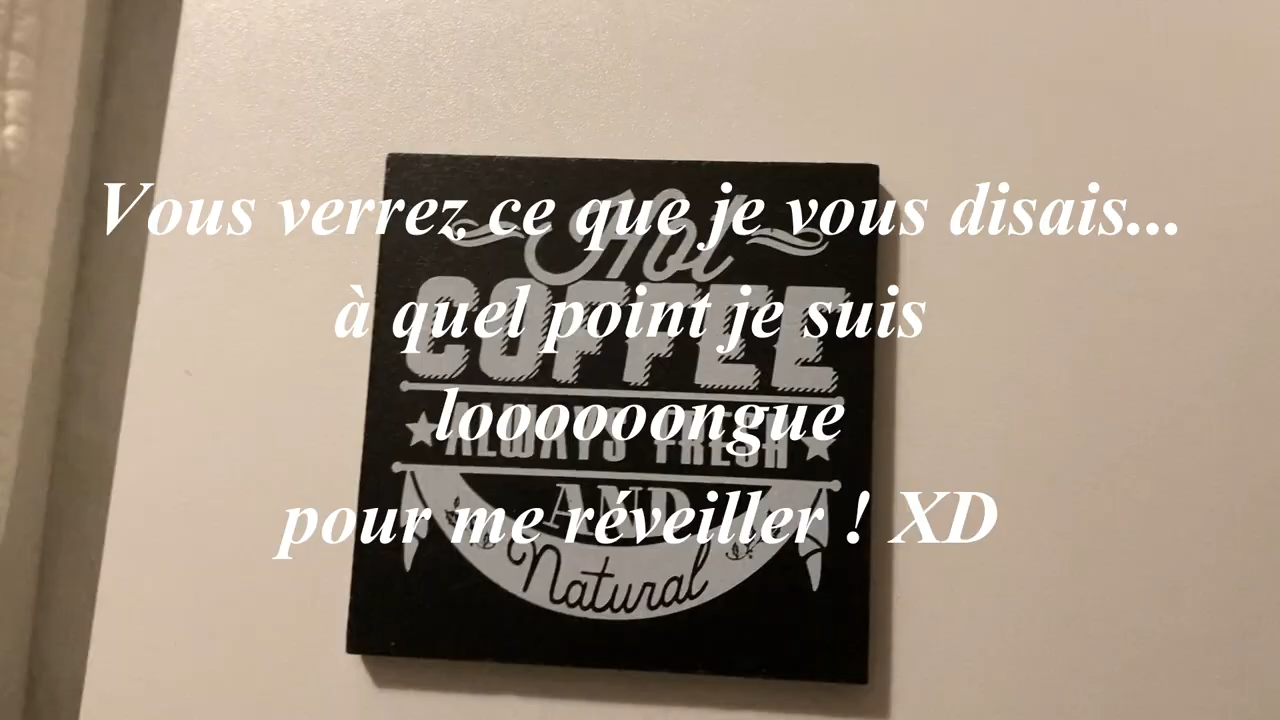 Vous verrez ce que je vous disais...
à quel point je suis
looooooongue
pour me réveiller ! XD
Hot
COFFEE
ALWAYS FRESH
AND
Natural